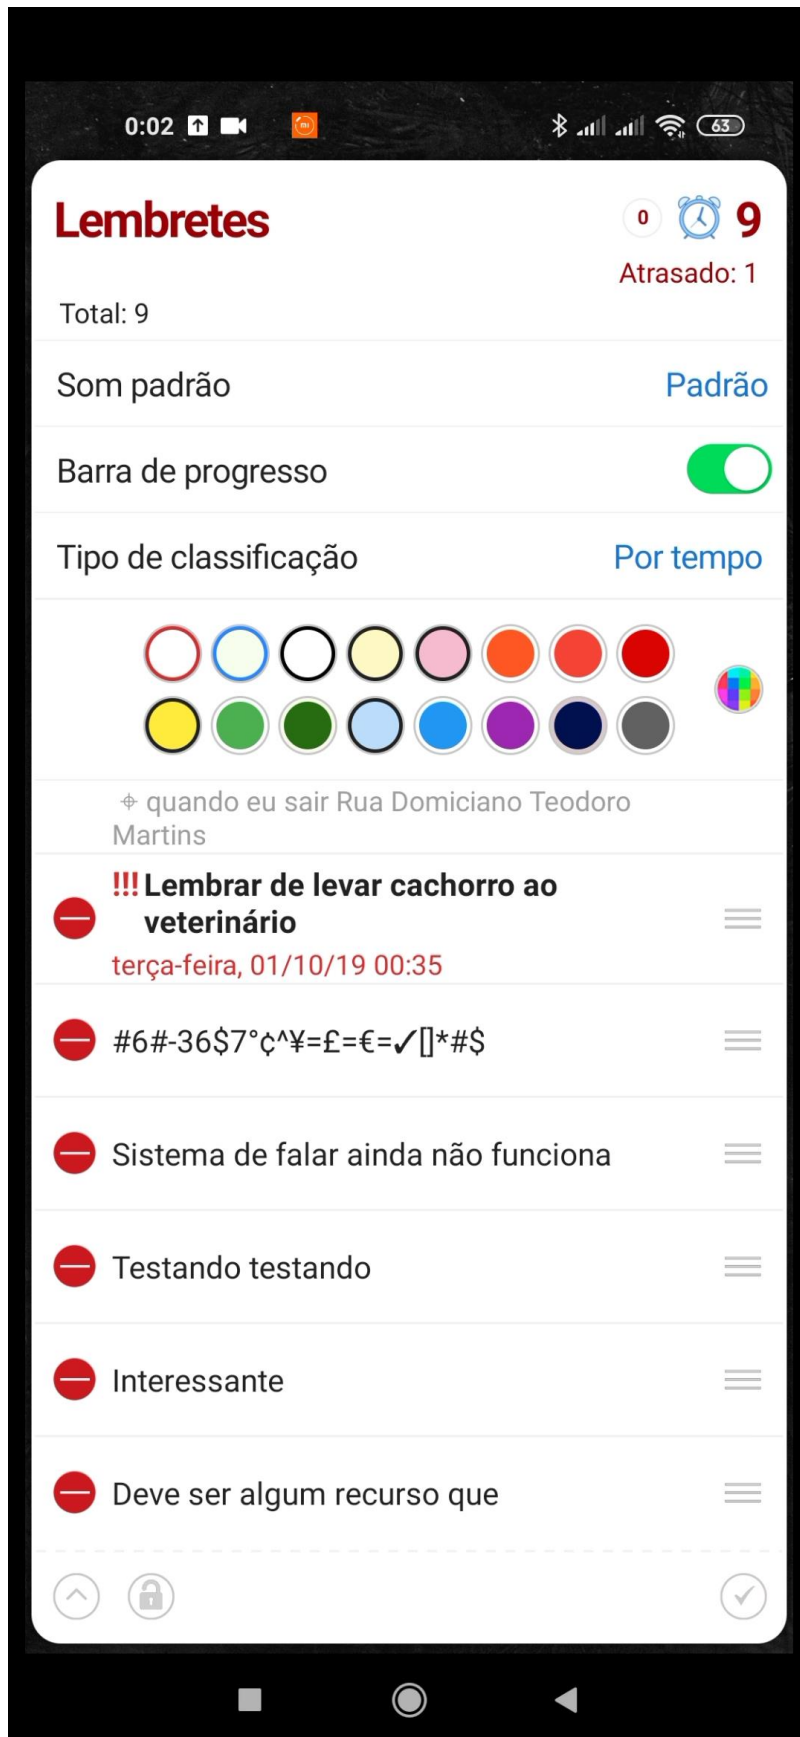 0:02 63
Lembretes 0 9
Atrasado: 1
Total: 9
Som padrão Padrão
Barra de progresso
Tipo de classificação Por tempo
quando eu sair Rua Domiciano Teodoro
Martins
!!! Lembrar de levar cachorro ao
veterinário
terça-feira, 01/10/19 00:35
#6#-36$7°¢^¥=£=€=✓[]*#$
Sistema de falar ainda não funciona
Testando testando
Interessante
Deve ser algum recurso que